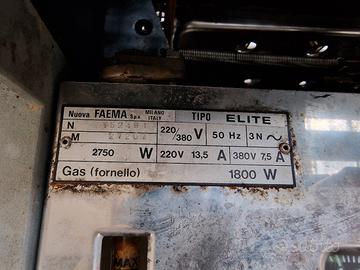 Nuova FAEMA S.p.A. MILANO ITALY TIPO ELITE
N
M 220/380 V 50 Hz 3N ~
2750 W 220V 13,5 A 380V 7,5 A
Gas (fornello) 1800 W
MAX